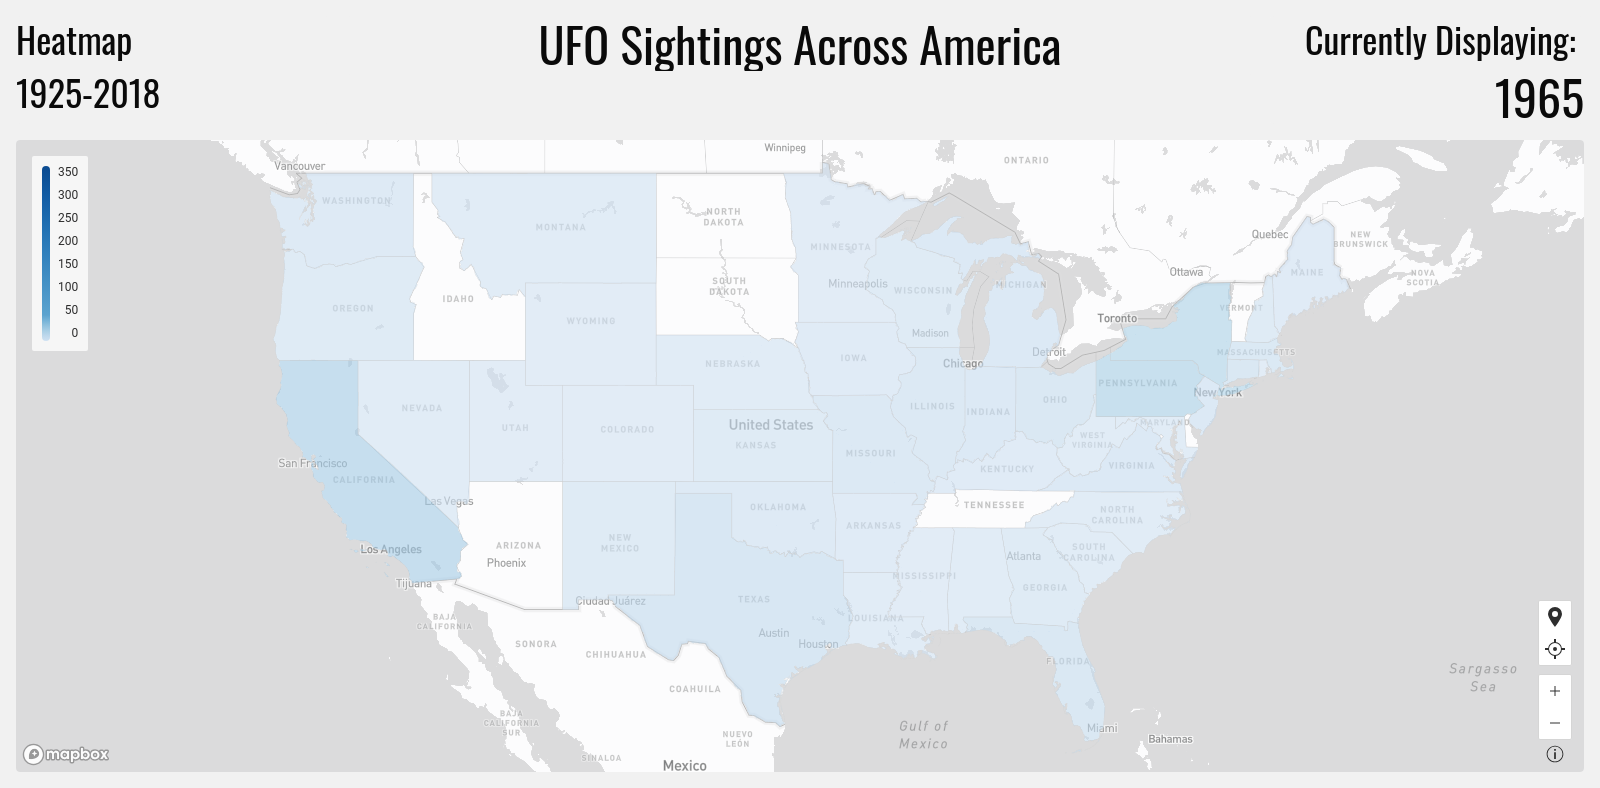 Heatmap
1925-2018
UFO Sightings Across America
Currently Displaying:
1965
350
300
250
200
150
100
50
0
Vancouver
Winnipeg
ONTARIO
WASHINGTON
MONTANA
NORTH
DAKOTA
MINNESOTA
Quebec
NEW
BRUNSWICK
Ottawa
MAINE
NOVA
SCOTIA
IDAHO
SOUTH
DAKOTA
Minneapolis
WISCONSIN
MICHIGAN
OREGON
WYOMING
Toronto
VERMONT
Madison
Detroit
MASSACHUSETTS
NEBRASKA
IOWA
Chicago
PENNSYLVANIA
New York
NEVADA
UTAH
COLORADO
United States
KANSAS
ILLINOIS
INDIANA
OHIO
MARYLAND
WEST
VIRGINIA
VIRGINIA
San Francisco
CALIFORNIA
MISSOURI
KENTUCKY
Las Vegas
OKLAHOMA
TENNESSEE
NORTH
CAROLINA
ARKANSAS
Los Angeles
ARIZONA
Phoenix
NEW
MEXICO
Atlanta
SOUTH
CAROLINA
Tijuana
MISSISSIPPI
GEORGIA
Ciudad Juárez
TEXAS
LOUISIANA
BAJA
CALIFORNIA
SONORA
CHIHUAHUA
Austin
Houston
FLORIDA
Sargasso
Sea
COAHUILA
BAJA
CALIFORNIA
SUR
NUEVO
LEÓN
Gulf of
Mexico
Miami
Bahamas
SINALOA
Mexico
mapbox